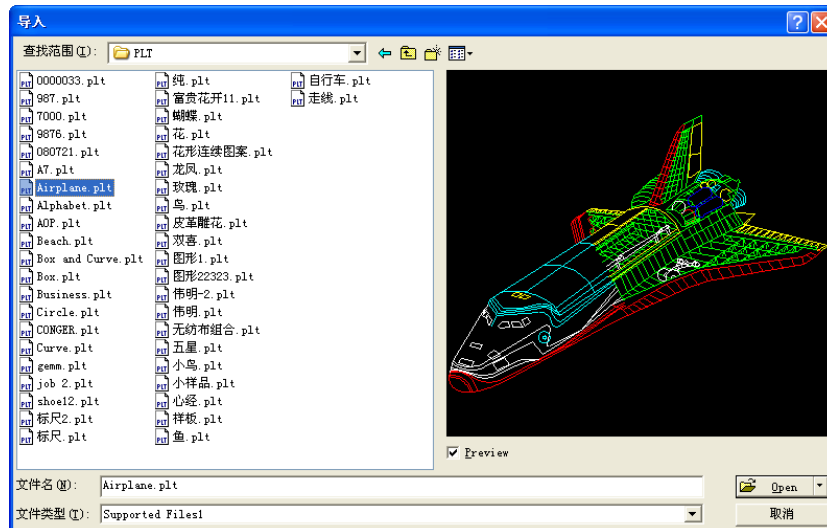 导入
查找范围(I):
PLT
0000033.plt
987.plt
7000.plt
9876.plt
080721.plt
A7.plt
Airplane.plt
Alphabet.plt
AOP.plt
Beach.plt
Box and Curve.plt
Box.plt
Business.plt
Circle.plt
CONGER.plt
Curve.plt
gemm.plt
job 2.plt
shoe12.plt
标尺2.plt
标尺.plt
纯.plt
富贵花开11.plt
蝴蝶.plt
花.plt
花形连续图案.plt
龙凤.plt
玫瑰.plt
鸟.plt
皮革雕花.plt
双喜.plt
图形1.plt
图形22323.plt
伟明-2.plt
伟明.plt
无纺布组合.plt
五星.plt
小鸟.plt
小样品.plt
心经.plt
样板.plt
鱼.plt
自行车.plt
走线.plt
Preview
文件名(N):
Airplane.plt
Open
文件类型(T):
Supported Files1
取消